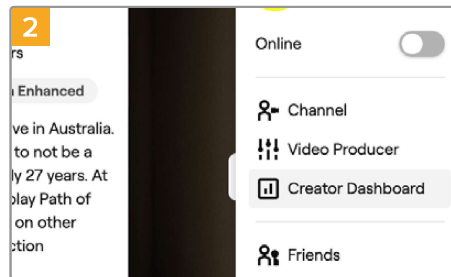 2
rs
Enhanced
ve in Australia.
to not be a
ly 27 years. At
lay Path of
on other
ction
Online
Channel
Video Producer
Creator Dashboard
Friends